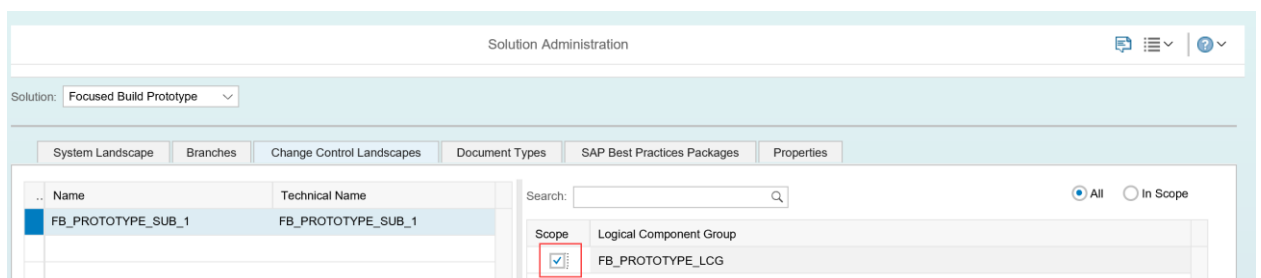 Solution Administration
Solution: Focused Build Prototype
System Landscape Branches Change Control Landscapes Document Types SAP Best Practices Packages Properties
.. Name Technical Name
FB_PROTOTYPE_SUB_1 FB_PROTOTYPE_SUB_1
Search: All In Scope
Scope Logical Component Group
FB_PROTOTYPE_LCG